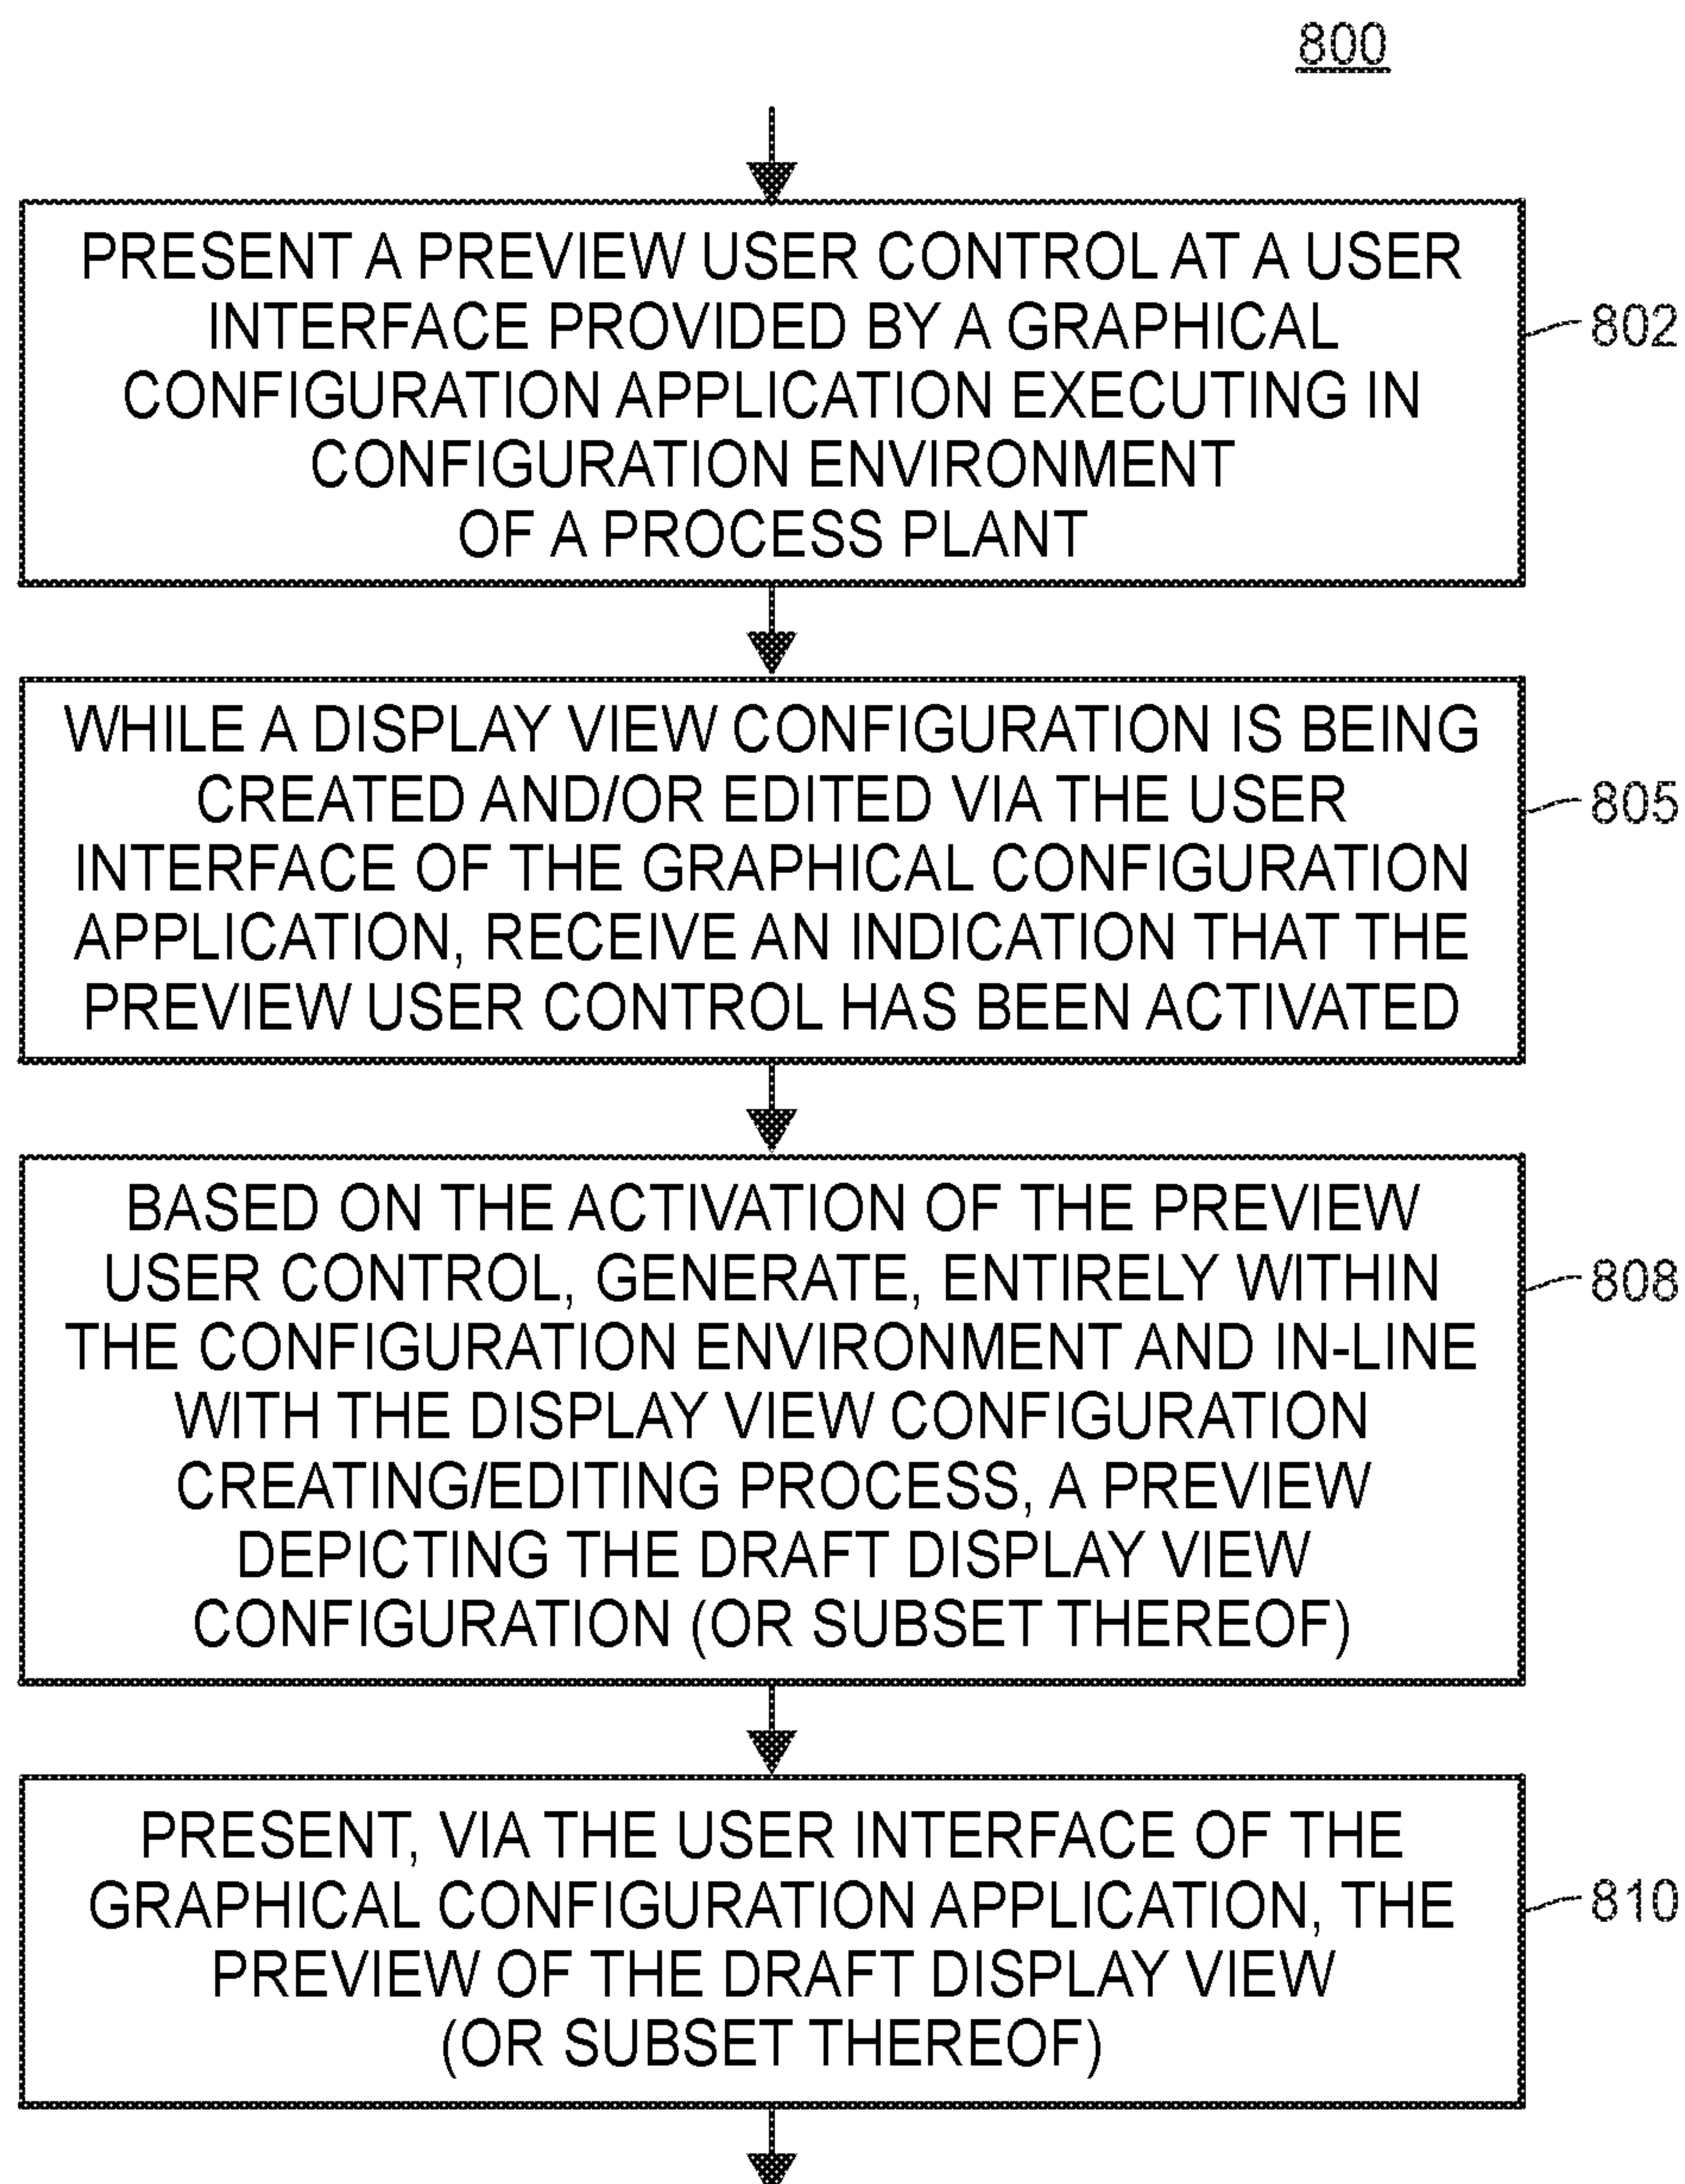 800
PRESENT A PREVIEW USER CONTROL AT A USER
INTERFACE PROVIDED BY A GRAPHICAL
CONFIGURATION APPLICATION EXECUTING IN
CONFIGURATION ENVIRONMENT
OF A PROCESS PLANT
802
WHILE A DISPLAY VIEW CONFIGURATION IS BEING
CREATED AND/OR EDITED VIA THE USER
INTERFACE OF THE GRAPHICAL CONFIGURATION
APPLICATION, RECEIVE AN INDICATION THAT THE
PREVIEW USER CONTROL HAS BEEN ACTIVATED
805
BASED ON THE ACTIVATION OF THE PREVIEW
USER CONTROL, GENERATE, ENTIRELY WITHIN
THE CONFIGURATION ENVIRONMENT AND IN-LINE
WITH THE DISPLAY VIEW CONFIGURATION
CREATING/EDITING PROCESS, A PREVIEW
DEPICTING THE DRAFT DISPLAY VIEW
CONFIGURATION (OR SUBSET THEREOF)
808
PRESENT, VIA THE USER INTERFACE OF THE
GRAPHICAL CONFIGURATION APPLICATION, THE
PREVIEW OF THE DRAFT DISPLAY VIEW
(OR SUBSET THEREOF)
810